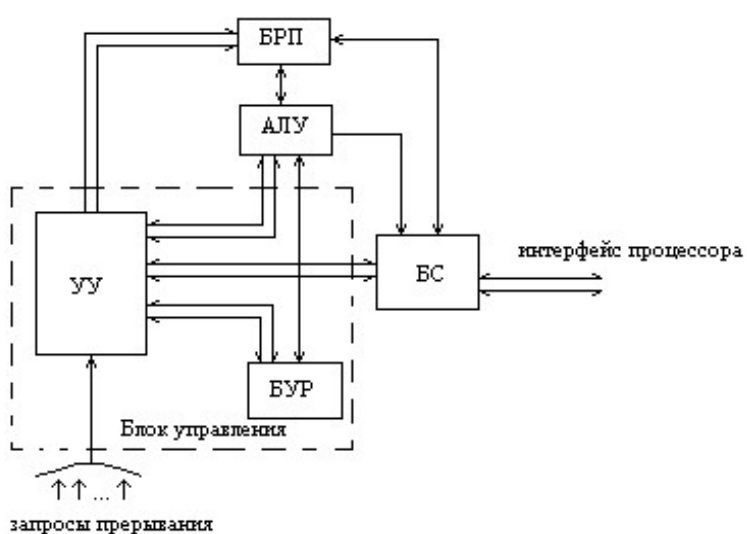 БРП
АЛУ
УУ
БС
интерфейс процессора
БУР
Блок управления
...
запросы прерывания